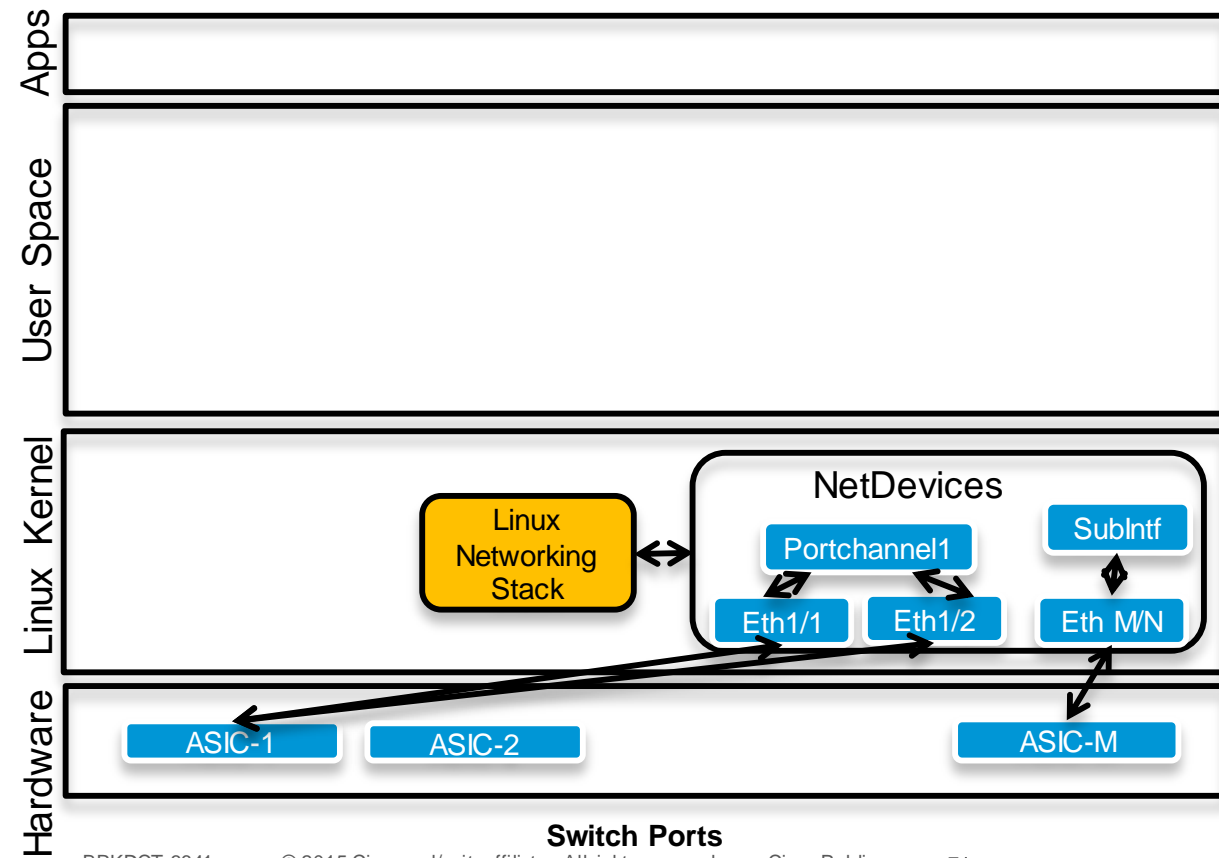 Apps
User Space
Linux Kernel
NetDevices
Linux
Networking
Stack
Portchannel1
SubIntf
Eth1/1
Eth1/2
Eth M/N
Hardware
ASIC-1
ASIC-2
ASIC-M
Switch Ports
© 2015